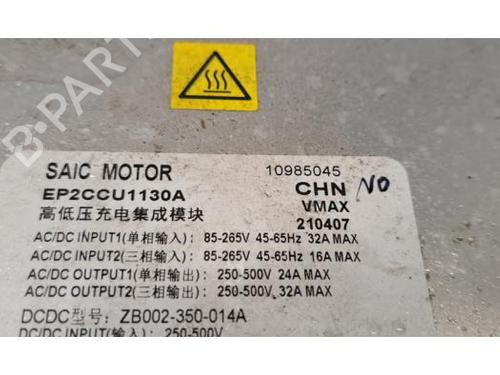 SAIC MOTOR 10985045
EP2CCU1130A CHN NO
高低压充电集成模块 VMAX
210407
AC/DC INPUT1(单相输入): 85-265V 45-65Hz 32A MAX
AC/DC INPUT2(三相输入): 85-265V 45-65Hz 16A MAX
AC/DC OUTPUT1(单相输出): 250-500V 24A MAX
AC/DC OUTPUT2(三相输出): 250-500V 32A MAX
DCDC型号: ZB002-350-014A
DC/DC INPUT(输入): 250-500V